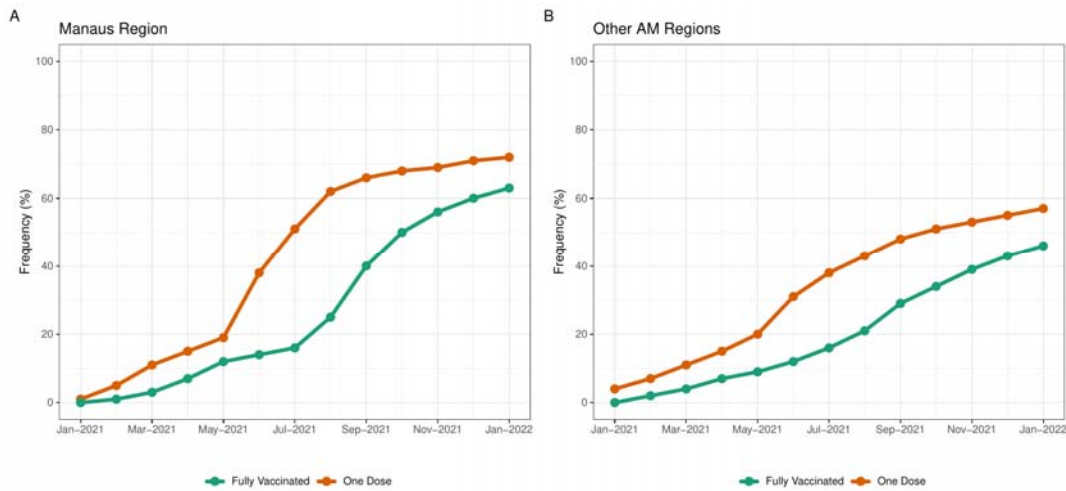 A
Manaus Region
Frequency (%)
100
80
60
40
20
0
Jan−2021 Mar−2021 May−2021 Jul−2021 Sep−2021 Nov−2021 Jan−2022
Fully Vaccinated One Dose
B
Other AM Regions
Frequency (%)
100
80
60
40
20
0
Jan−2021 Mar−2021 May−2021 Jul−2021 Sep−2021 Nov−2021 Jan−2022
Fully Vaccinated One Dose